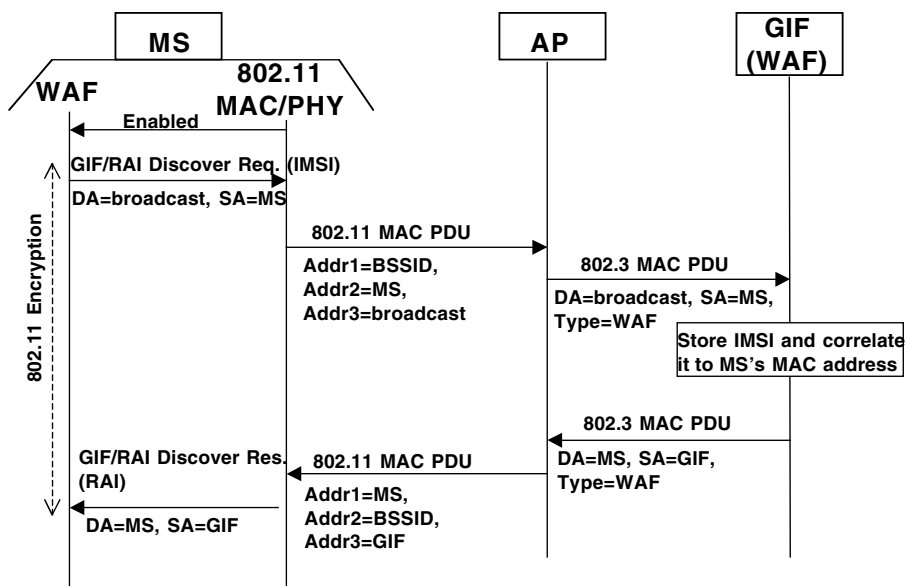 MS
AP
GIF
(WAF)
WAF
802.11
MAC/PHY
Enabled
GIF/RAI Discover Req. (IMSI)
DA=broadcast, SA=MS
802.11 MAC PDU
Addr1=BSSID,
Addr2=MS,
Addr3=broadcast
802.3 MAC PDU
DA=broadcast, SA=MS,
Type=WAF
802.11 Encryption
Store IMSI and correlate
it to MS's MAC address
802.3 MAC PDU
DA=MS, SA=GIF,
Type=WAF
802.11 MAC PDU
Addr1=MS,
Addr2=BSSID,
Addr3=GIF
GIF/RAI Discover Res.
(RAI)
DA=MS, SA=GIF